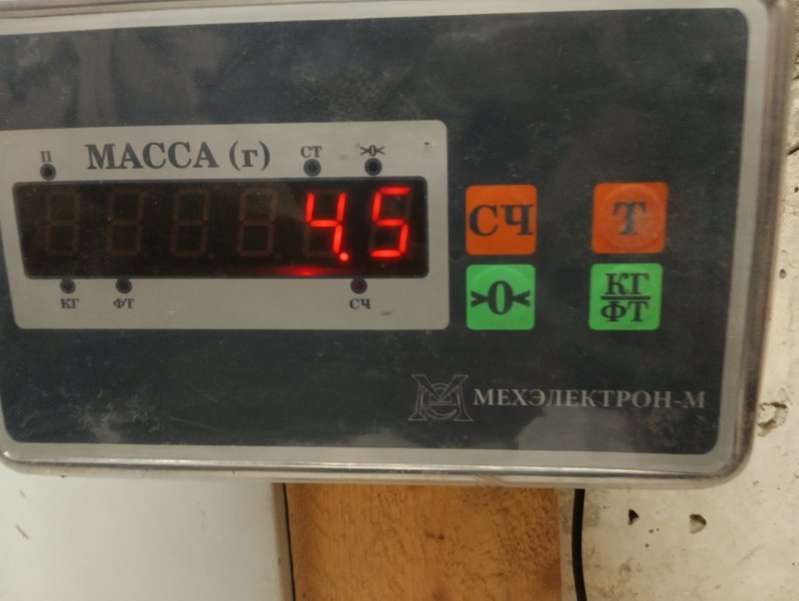 МАССА (г)
П СТ >0<
4.5
КГ ФТ СЧ
СЧ Т
>0< КГ/ФТ
МЕХЭЛЕКТРОН-М